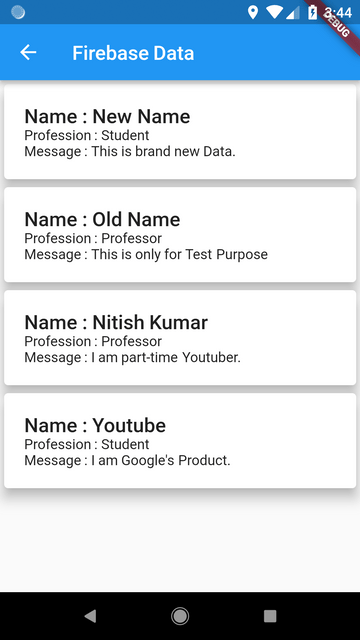 2:44
DEBUG
Firebase Data
Name : New Name
Profession : Student
Message : This is brand new Data.
Name : Old Name
Profession : Professor
Message : This is only for Test Purpose
Name : Nitish Kumar
Profession : Professor
Message : I am part-time Youtuber.
Name : Youtube
Profession : Student
Message : I am Google's Product.